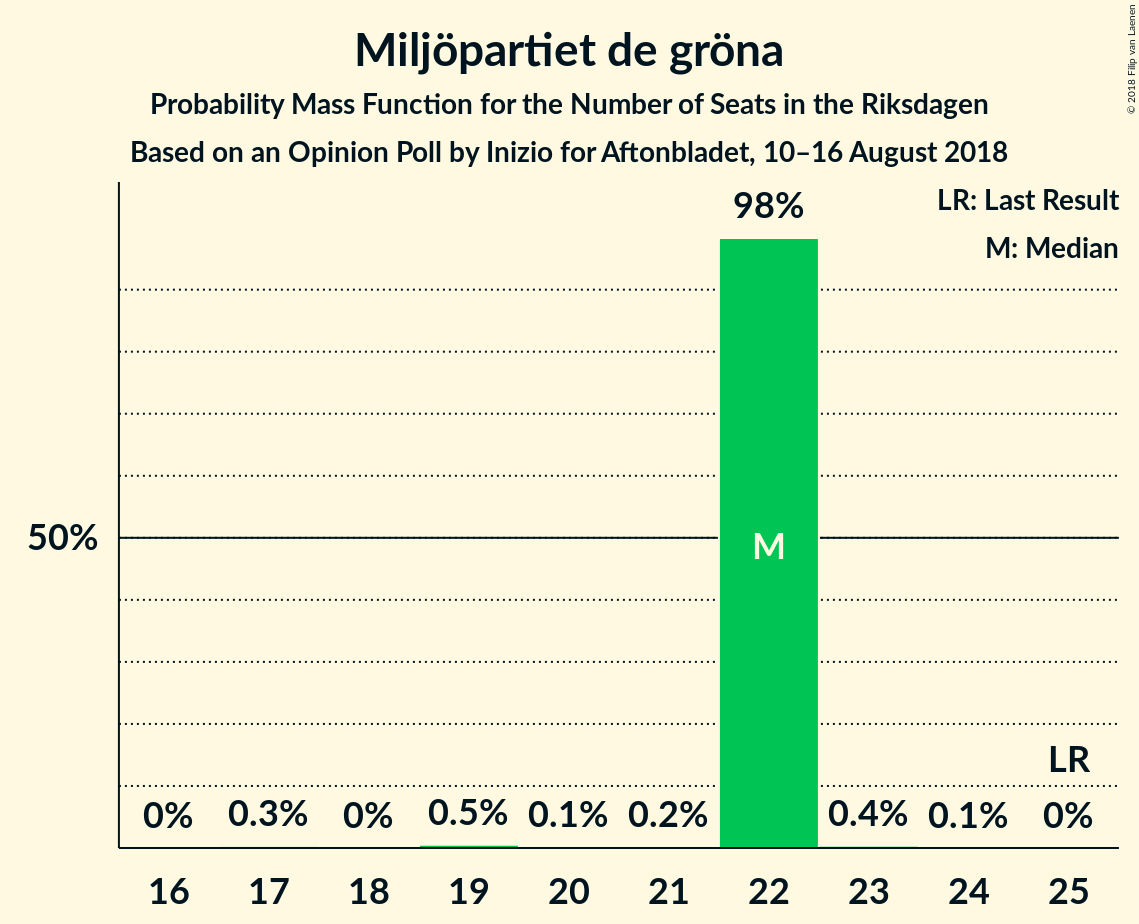 Miljöpartiet de gröna
Probability Mass Function for the Number of Seats in the Riksdagen
Based on an Opinion Poll by Inizio for Aftonbladet, 10–16 August 2018
© 2018 Filip van Laenen
LR: Last Result
M: Median
98%
50%
M
LR
0% 0.3% 0% 0.5% 0.1% 0.2% 0.4% 0.1% 0%
16 17 18 19 20 21 22 23 24 25